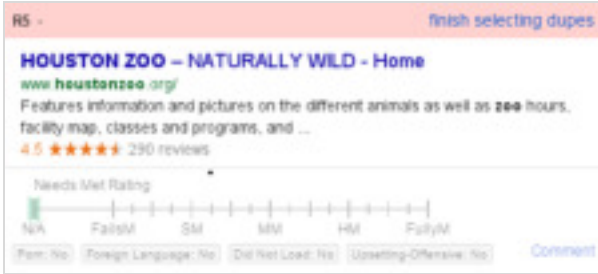 R5 -
finish selecting dupes
HOUSTON ZOO – NATURALLY WILD - Home
www.houstonzoo.org/
Features information and pictures on the different animals as well as zoo hours,
facility map, classes and programs, and ...
4.5 ★★★★★ 290 reviews
Needs Met Rating
N/A FailsM SM MM HM FullyM
Porn: No Foreign Language: No Did Not Load: No Upsetting-Offensive: No Comment